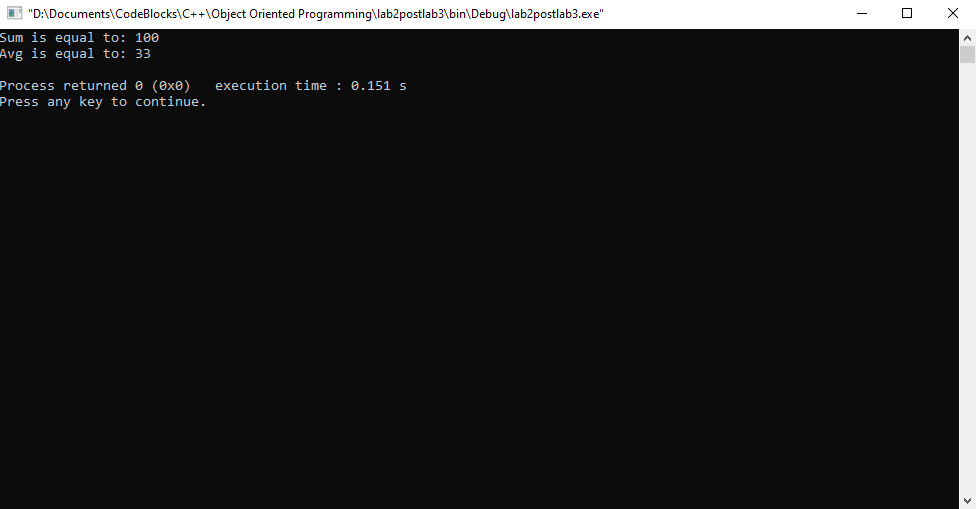 "D:\Documents\CodeBlocks\C++\Object Oriented Programming\lab2postlab3\bin\Debug\lab2postlab3.exe"
Sum is equal to: 100
Avg is equal to: 33
Process returned 0 (0x0)   execution time : 0.151 s
Press any key to continue.